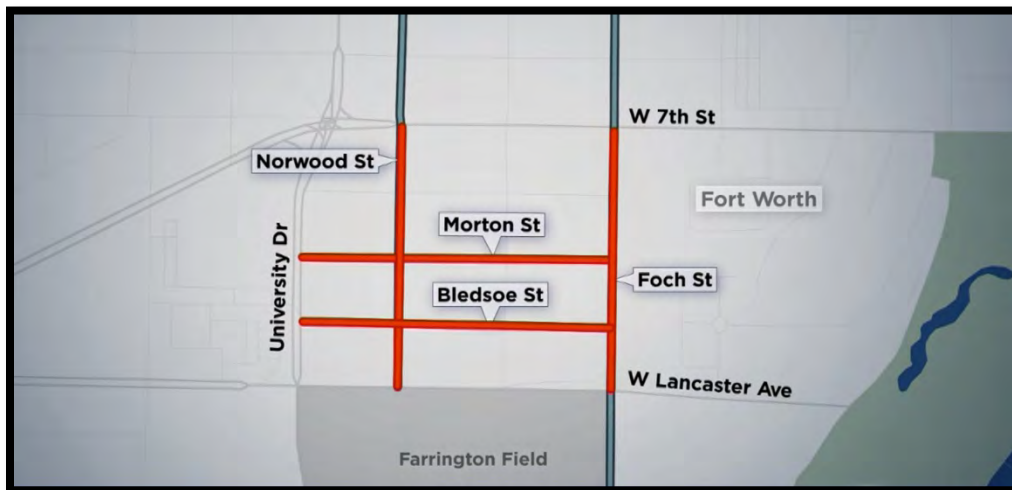 W 7th St
Norwood St
Fort Worth
Morton St
University Dr
Foch St
Bledsoe St
W Lancaster Ave
Farrington Field